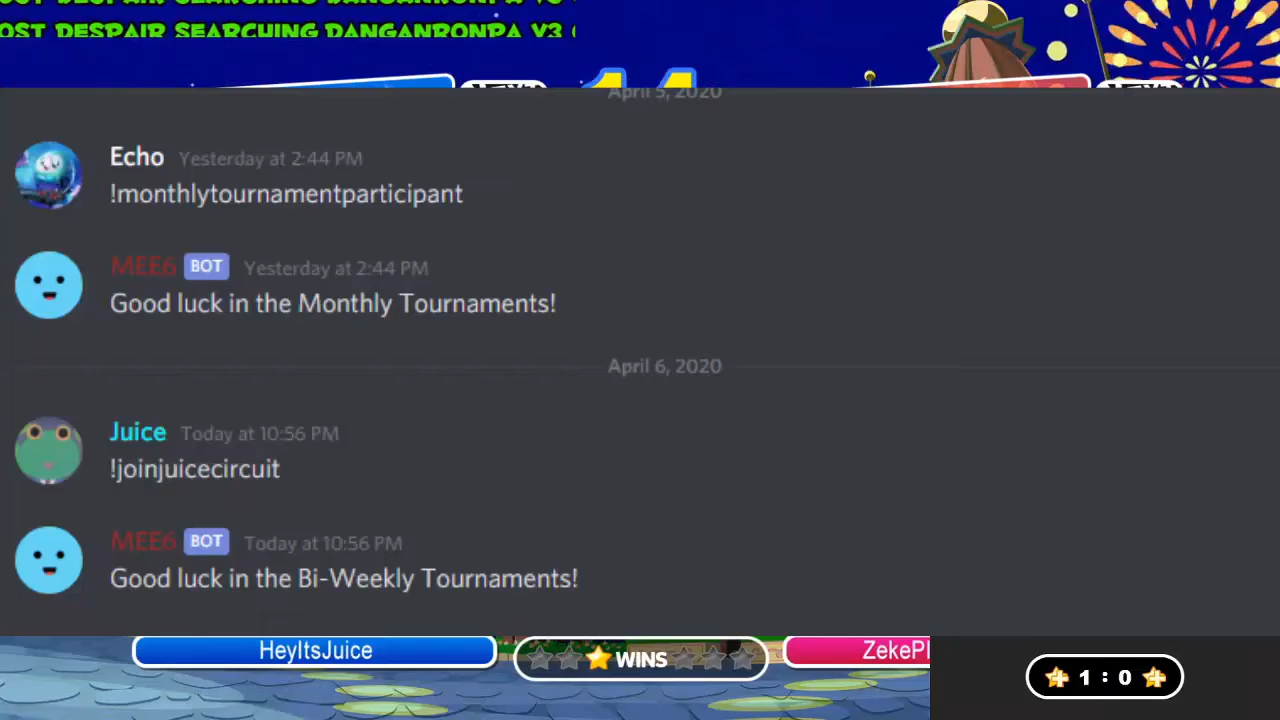 OST DESPAIR SEARCHING DANGANRONPA V3
April 5, 2020
Echo Yesterday at 2:44 PM
!monthlytournamentparticipant
MEE6 BOT Yesterday at 2:44 PM
Good luck in the Monthly Tournaments!
April 6, 2020
Juice Today at 10:56 PM
!joinjuicecircuit
MEE6 BOT Today at 10:56 PM
Good luck in the Bi-Weekly Tournaments!
HeyItsJuice WINS ZekePl
1 : 0